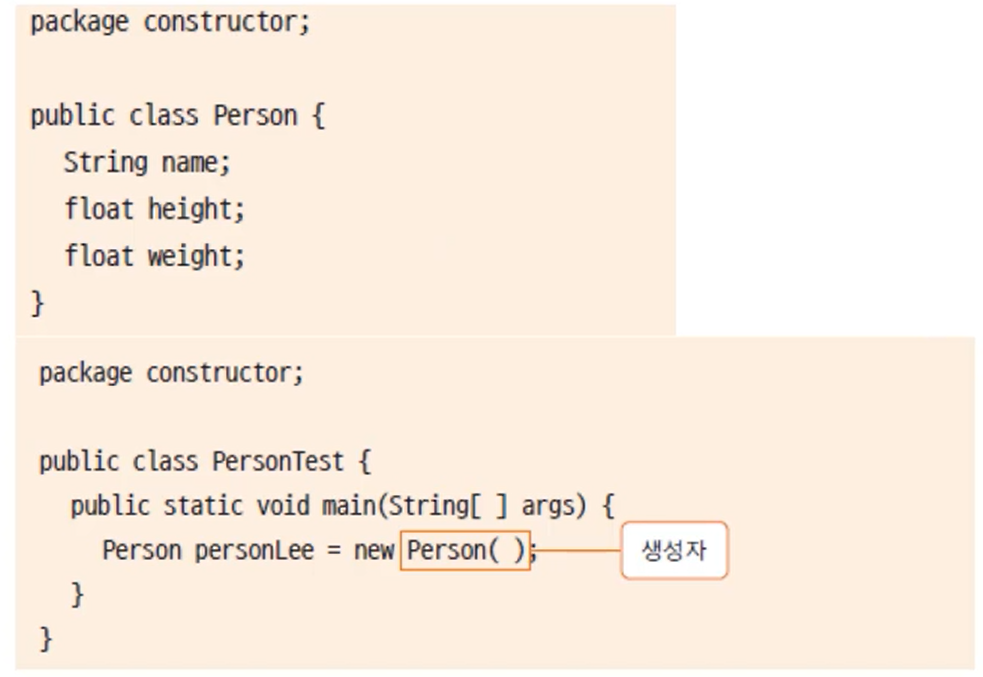 package constructor;
public class Person {
String name;
float height;
float weight;
}
package constructor;
public class PersonTest {
public static void main(String[ ] args) {
Person personLee = new Person( );
생성자
}
}